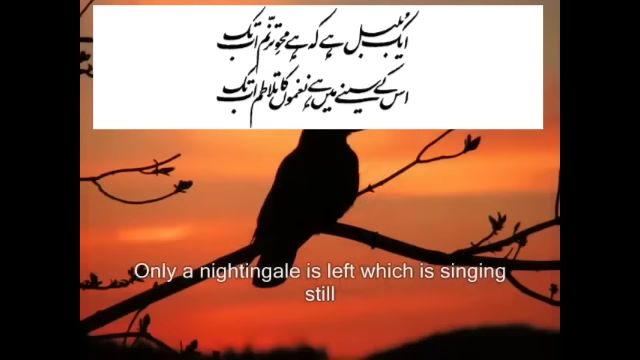 ایک بلبل ہے کہ ہے محوِ ترنّم اب تک
اس کے سینے میں ہے نغموں کا تلاطم اب تک
Only a nightingale is left which is singing
still